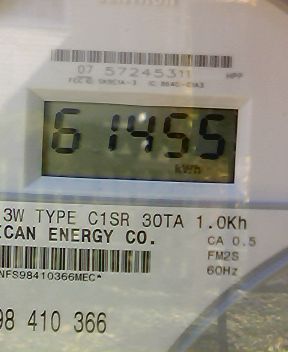 07 57245311 HPP
61455
kWh
3W TYPE C1SR 30TA 1.0Kh
ICAN ENERGY CO.
CA 0.5
FM2S
60Hz
NFS98410366MEC*
98 410 366